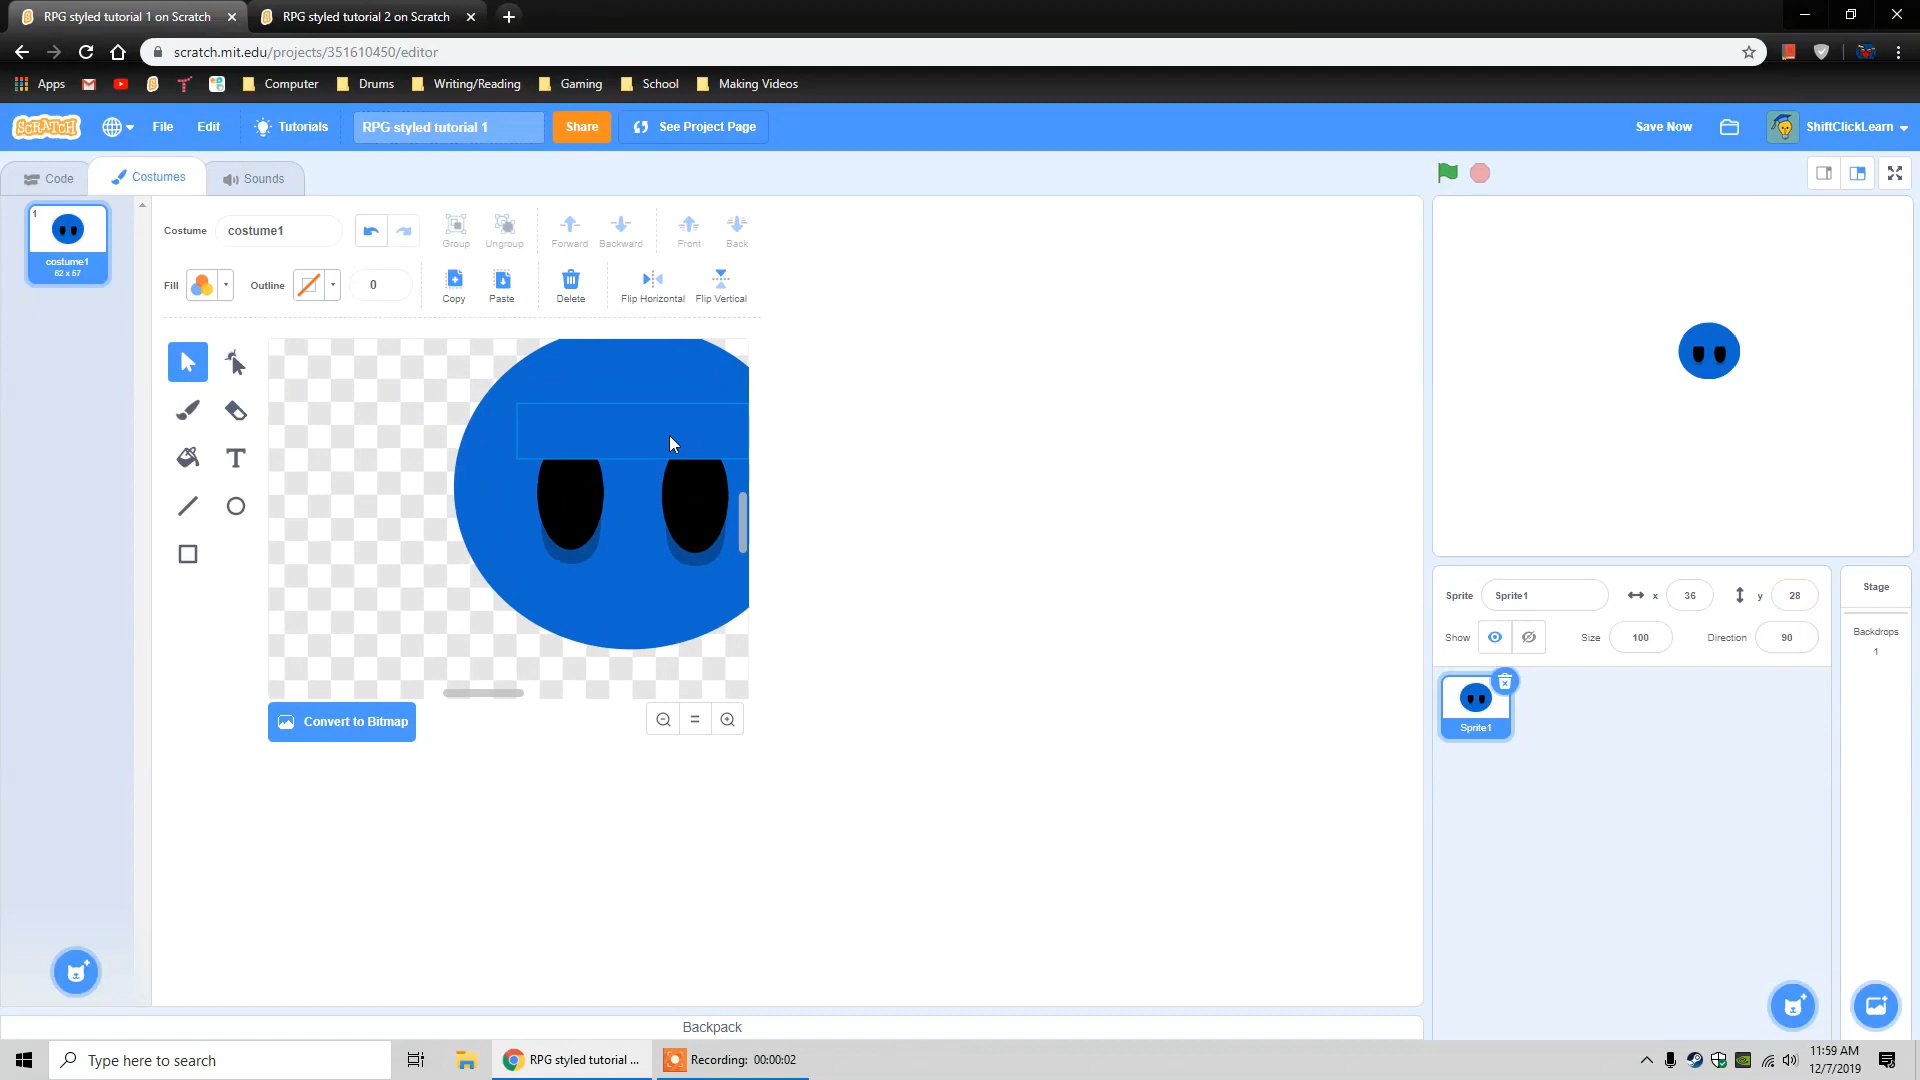 RPG styled tutorial 1 on Scratch
RPG styled tutorial 2 on Scratch
scratch.mit.edu/projects/351610450/editor
Apps
Computer
Drums
Writing/Reading
Gaming
School
Making Videos
SCRATCH
File
Edit
Tutorials
RPG styled tutorial 1
Share
See Project Page
Save Now
ShiftClickLearn
Code
Costumes
Sounds
1
costume1
62 x 57
Costume
costume1
Group
Ungroup
Forward
Backward
Front
Back
Fill
Outline
0
Copy
Paste
Delete
Flip Horizontal
Flip Vertical
T
Convert to Bitmap
Sprite
Sprite1
x
36
y
28
Show
Size
100
Direction
90
Sprite1
Stage
Backdrops
1
Backpack
Type here to search
RPG styled tutorial ...
Recording: 00:00:02
11:59 AM
12/7/2019